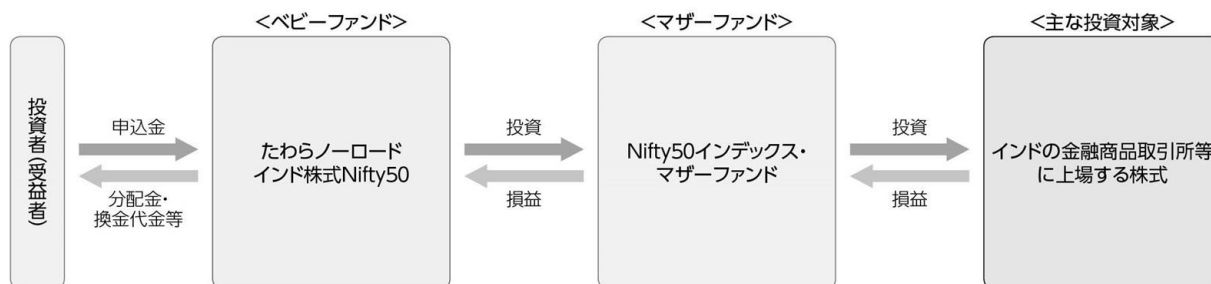 <ベビーファンド>
<マザーファンド>
<主な投資対象>
投資者(受益者)
申込金
分配金・
換金代金等
たわらノーロード
インド株式Nifty50
投資
損益
Nifty50インデックス・
マザーファンド
投資
損益
インドの金融商品取引所等
に上場する株式